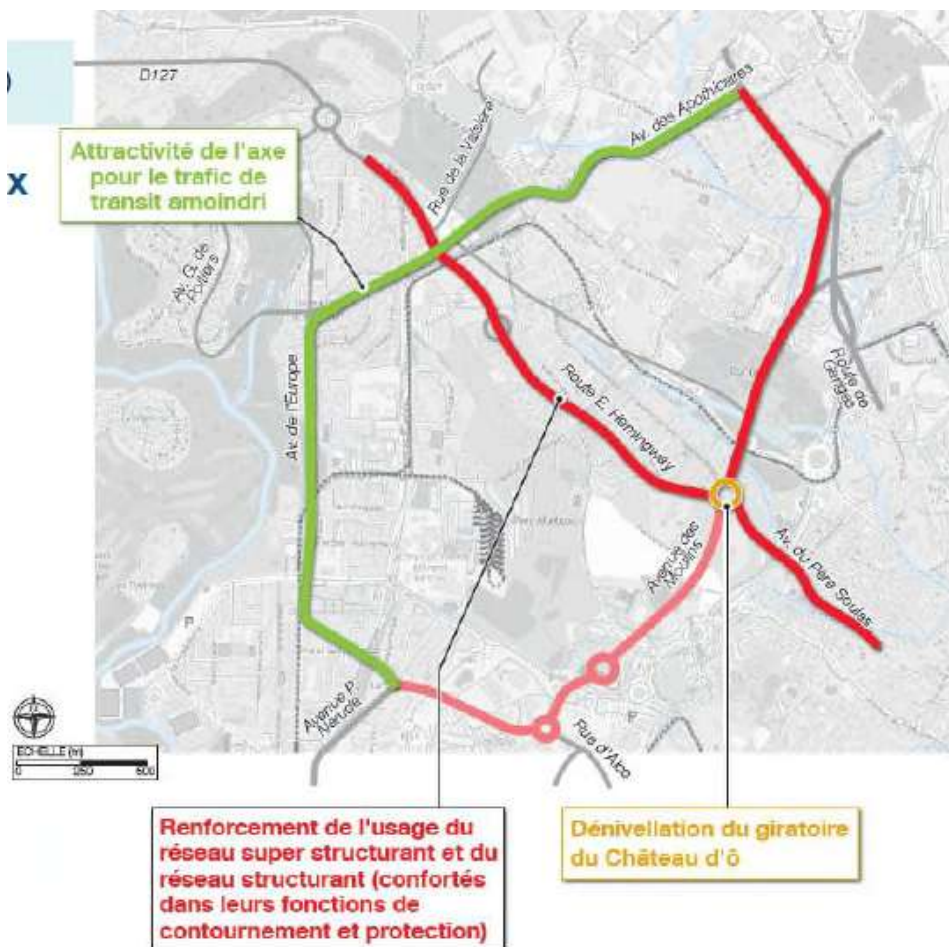 D127
Av. des Apothicaires
Attractivité de l'axe
pour le trafic de
transit amoindri
x
Rue de la Valsière
Av. G. de
Poitiers
Av. de l'Europe
Route E. Hemingway
Route de
Ganges
Avenue des
Moulins
Av. du Père Soulas
Avenue P.
Neruda
Rue d'Alco
P
P
ECHELLE (m)
0 250 500
Renforcement de l'usage du
réseau super structurant et du
réseau structurant (confortés
dans leurs fonctions de
contournement et protection)
Dénivellation du giratoire
du Château d'ô